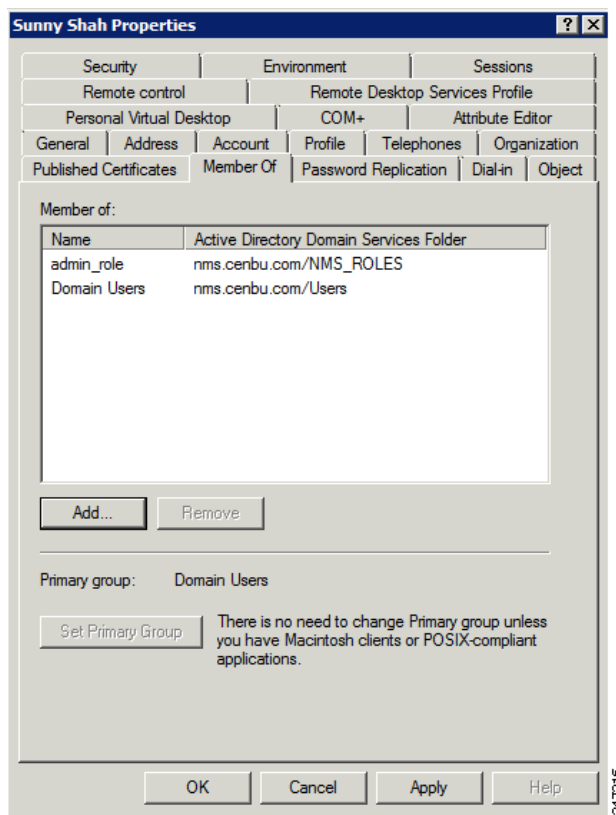 Sunny Shah Properties ? X
Security Environment Sessions
Remote control Remote Desktop Services Profile
Personal Virtual Desktop COM+ Attribute Editor
General Address Account Profile Telephones Organization
Published Certificates Member Of Password Replication Dial-in Object
Member of:
Name Active Directory Domain Services Folder
admin_role nms.cenbu.com/NMS_ROLES
Domain Users nms.cenbu.com/Users
Add... Remove
Primary group: Domain Users
Set Primary Group There is no need to change Primary group unless
you have Macintosh clients or POSIX-compliant
applications.
OK Cancel Apply Help